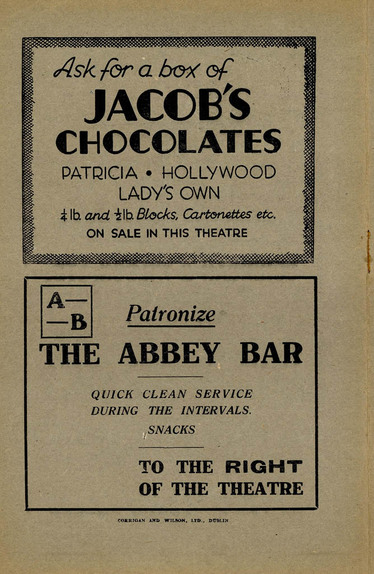 Ask for a box of
JACOB'S
CHOCOLATES
PATRICIA • HOLLYWOOD
LADY'S OWN
¼ lb. and ½ lb. Blocks, Cartonettes etc.
ON SALE IN THIS THEATRE
A—
—B
Patronize
THE ABBEY BAR
QUICK CLEAN SERVICE
DURING THE INTERVALS.
SNACKS
TO THE RIGHT
OF THE THEATRE
CORRIGAN AND WILSON, LTD., DUBLIN